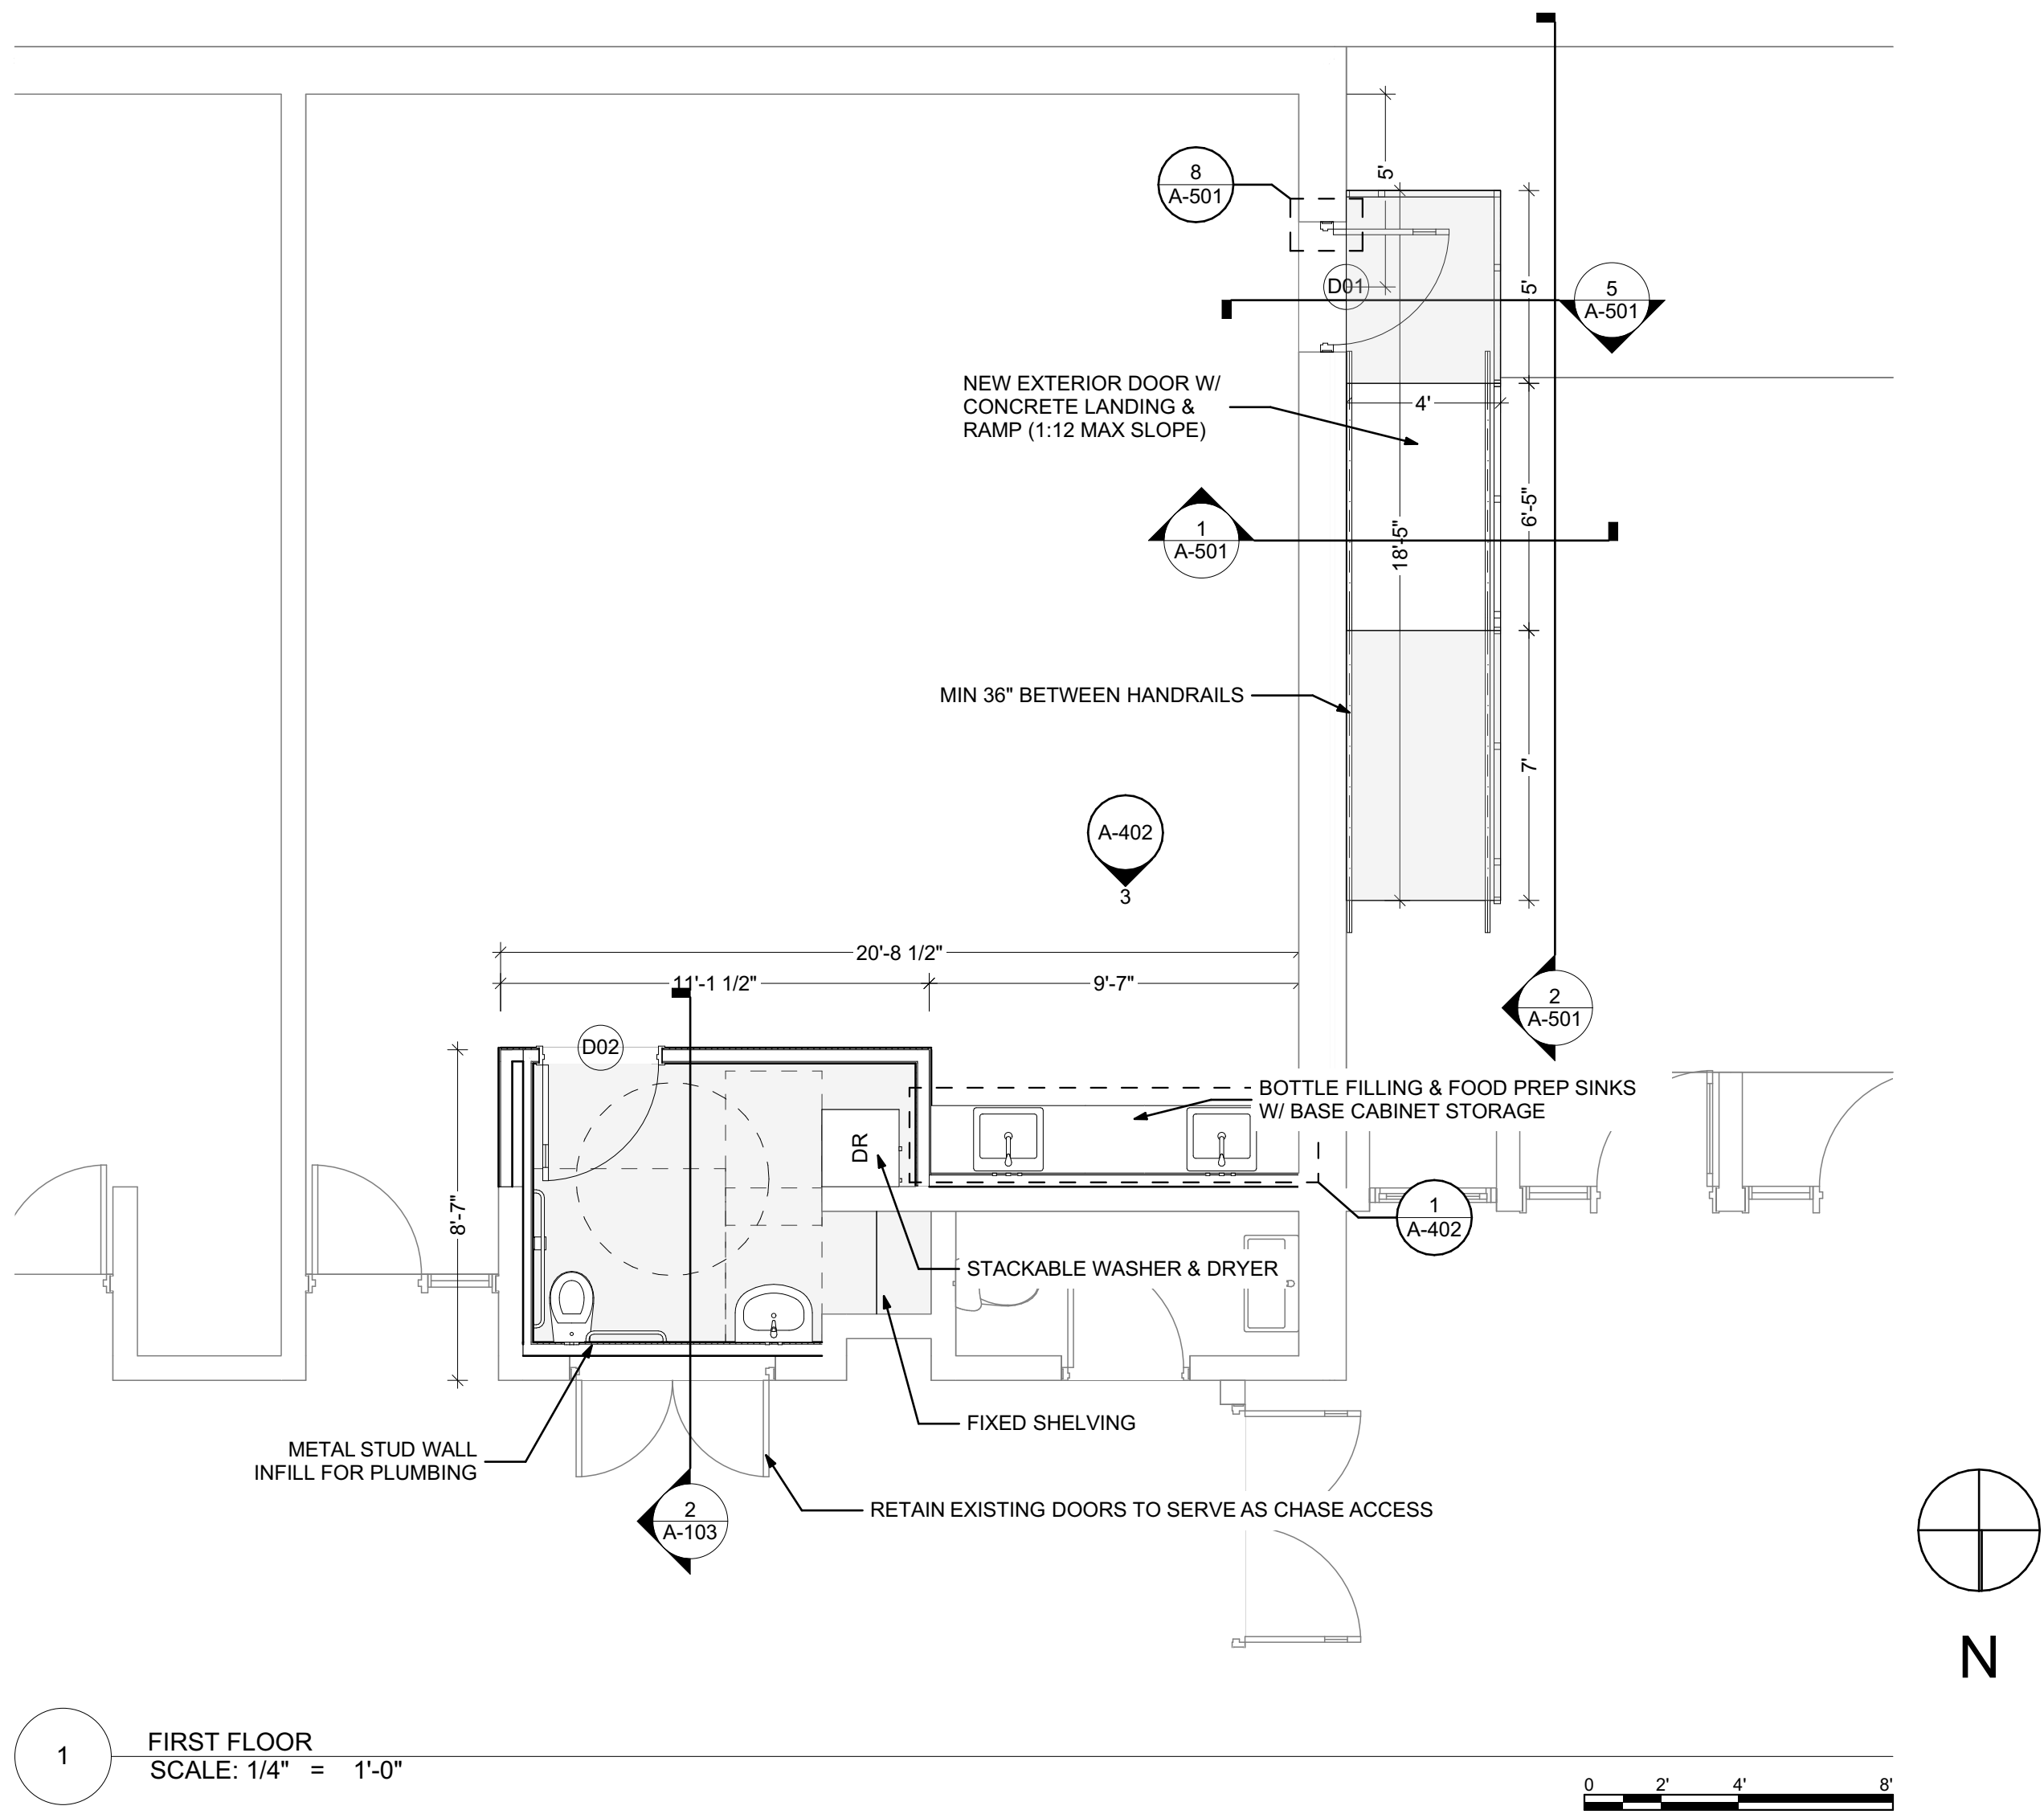 5'
8
A-501
D01
5'
5
A-501
NEW EXTERIOR DOOR W/
CONCRETE LANDING &
RAMP (1:12 MAX SLOPE)
4'
6'-5"
18'-5"
1
A-501
MIN 36" BETWEEN HANDRAILS
7'
A-402
3
20'-8 1/2"
11'-1 1/2"
9'-7"
2
A-501
D02
BOTTLE FILLING & FOOD PREP SINKS
W/ BASE CABINET STORAGE
DR
8'-7"
1
A-402
STACKABLE WASHER & DRYER
FIXED SHELVING
METAL STUD WALL
INFILL FOR PLUMBING
RETAIN EXISTING DOORS TO SERVE AS CHASE ACCESS
2
A-103
N
1
FIRST FLOOR
SCALE: 1/4" = 1'-0"
0 2' 4' 8'